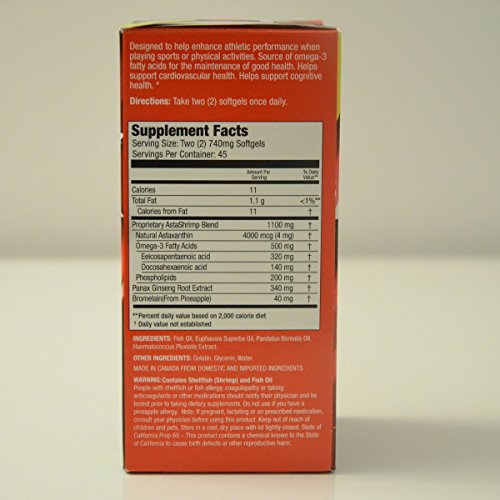 Designed to help enhance athletic performance when
playing sports or physical activities. Source of omega-3
fatty acids for the maintenance of good health. Helps
support cardiovascular health. Helps support cognitive
health. *
Directions: Take two (2) softgels once daily.
Supplement Facts
Serving Size: Two (2) 740mg Softgels
Servings Per Container: 45
Amount Per Serving % Daily Value**
Calories 11
Total Fat 1.1 g <1%**
Calories from Fat 11 †
Proprietary AstaShrimp Blend 1100 mg †
Natural Astaxanthin 4000 mcg (4 mg) †
Omega-3 Fatty Acids 500 mg †
Eeicosapentaenoic acid 320 mg †
Docosahexaenoic acid 140 mg †
Phospholipids 200 mg †
Panax Ginseng Root Extract 340 mg †
Bromelain(From Pineapple) 40 mg †
**Percent daily value based on 2,000 calorie diet
† Daily value not established
INGREDIENTS: Fish Oil, Euphausia Superba Oil, Pandalus Borealis Oil,
Haematococcus Pluvialis Extract.
OTHER INGREDIENTS: Gelatin, Glycerin, Water.
MADE IN CANADA FROM DOMESTIC AND IMPORTED INGREDIENTS
WARNING: Contains Shellfish (Shrimp) and Fish Oil
People with shellfish or fish allergy, coagulopathy or taking
anticoagulants or other medications should notify their physician and be
tested prior to taking dietary supplements. Do not use if you have a
pineapple allergy. Note: If pregnant, lactating or on prescribed medication,
consult your physician before using this product. Keep out of reach
of children and pets. Store in a cool, dry place with lid tightly closed. State of
California Prop 65 – This product contains a chemical known to the State
of California to cause birth defects or other reproductive harm.